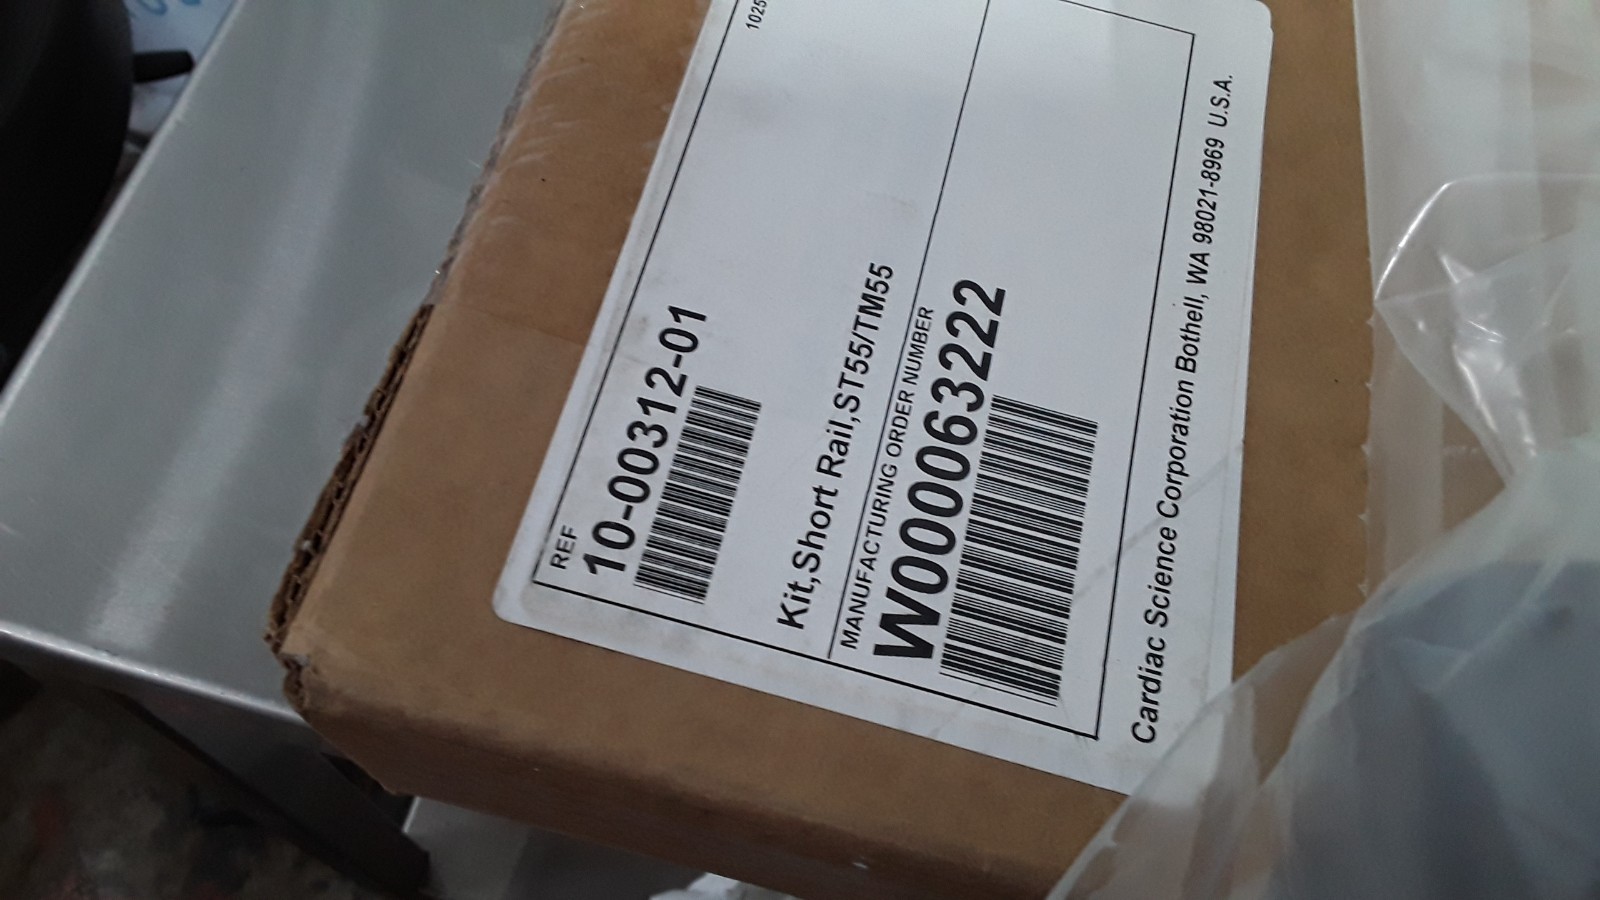 1025
REF
10-00312-01
Kit,Short Rail,ST55/TM55
MANUFACTURING ORDER NUMBER
W000063222
Cardiac Science Corporation Bothell, WA 98021-8969 U.S.A.